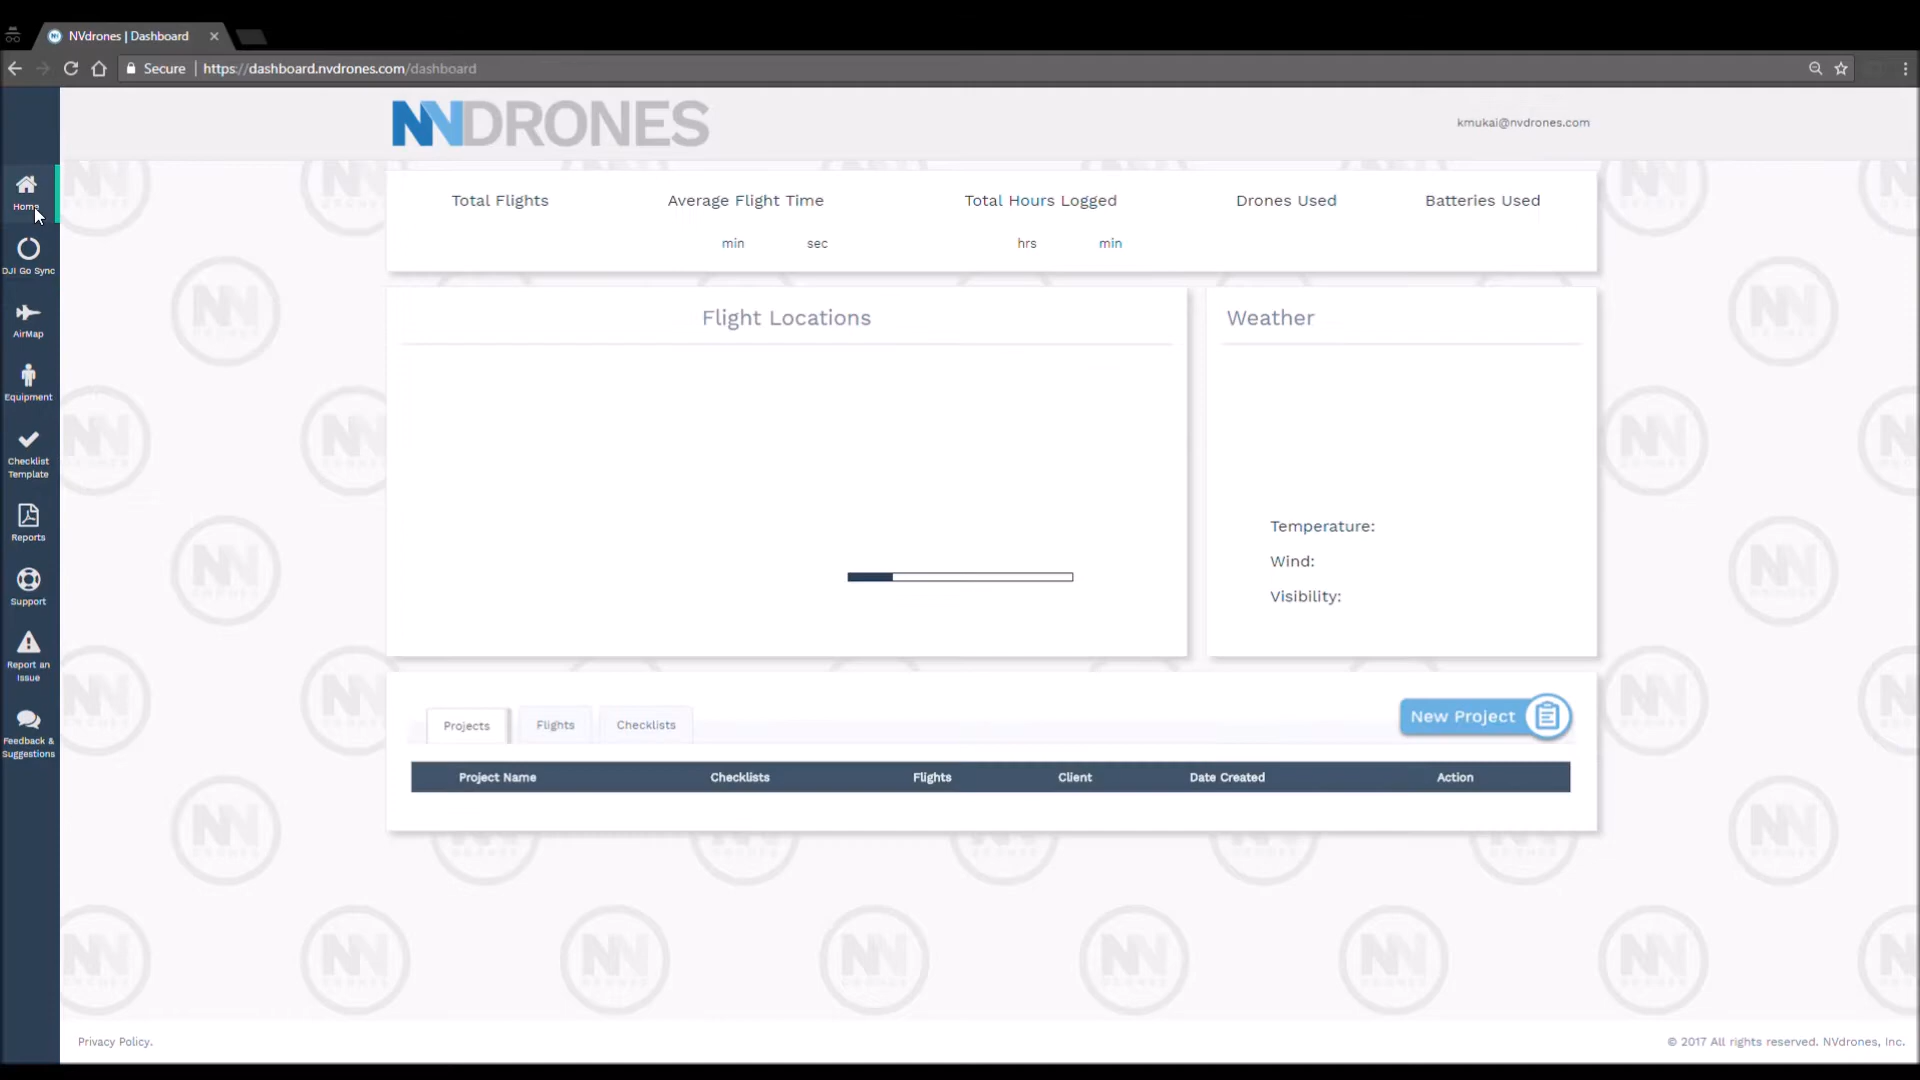 NVdrones | Dashboard
Secure
https://dashboard.nvdrones.com/dashboard
NVDRONES
kmukai@nvdrones.com
Home
DJI Go Sync
AirMap
Equipment
Checklist
Template
Reports
Support
Report an
Issue
Feedback &
Suggestions
Total Flights
Average Flight Time
Total Hours Logged
Drones Used
Batteries Used
min
sec
hrs
min
Flight Locations
Weather
Temperature:
Wind:
Visibility:
Projects
Flights
Checklists
New Project
Project Name
Checklists
Flights
Client
Date Created
Action
Privacy Policy.
© 2017 All rights reserved. NVdrones, Inc.